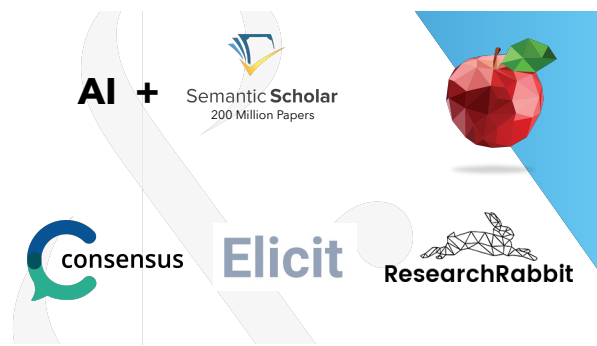 AI +
Semantic Scholar
200 Million Papers
consensus
Elicit
ResearchRabbit